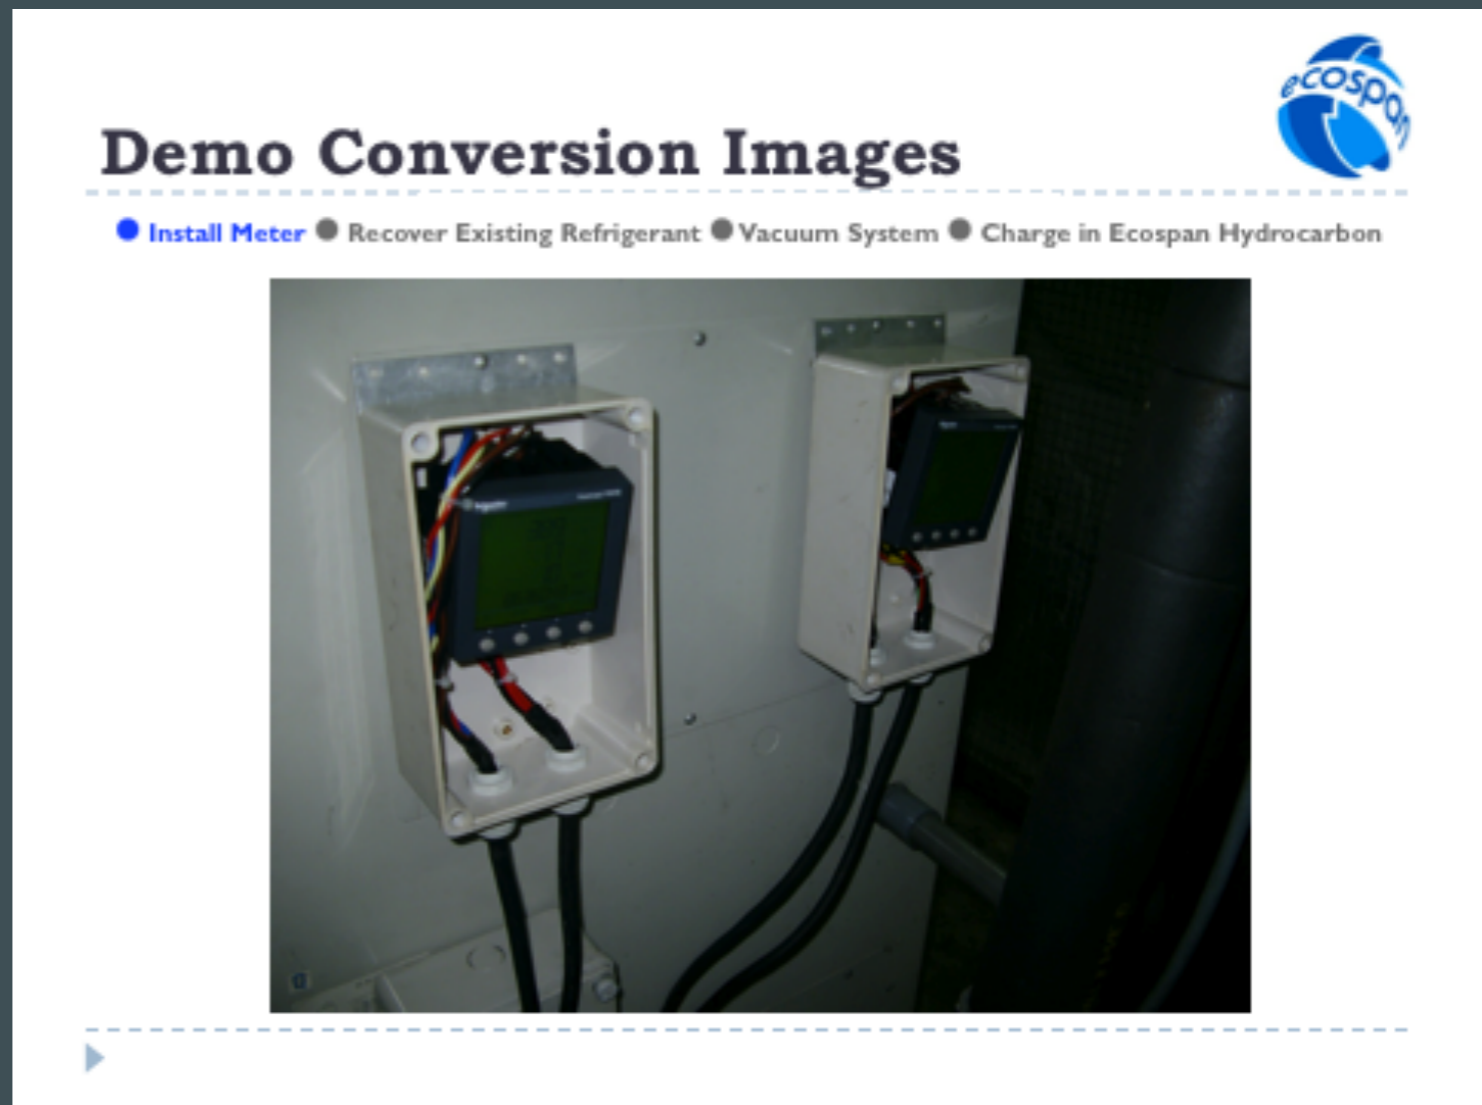 ecospan
Demo Conversion Images
Install Meter Recover Existing Refrigerant Vacuum System Charge in Ecospan Hydrocarbon